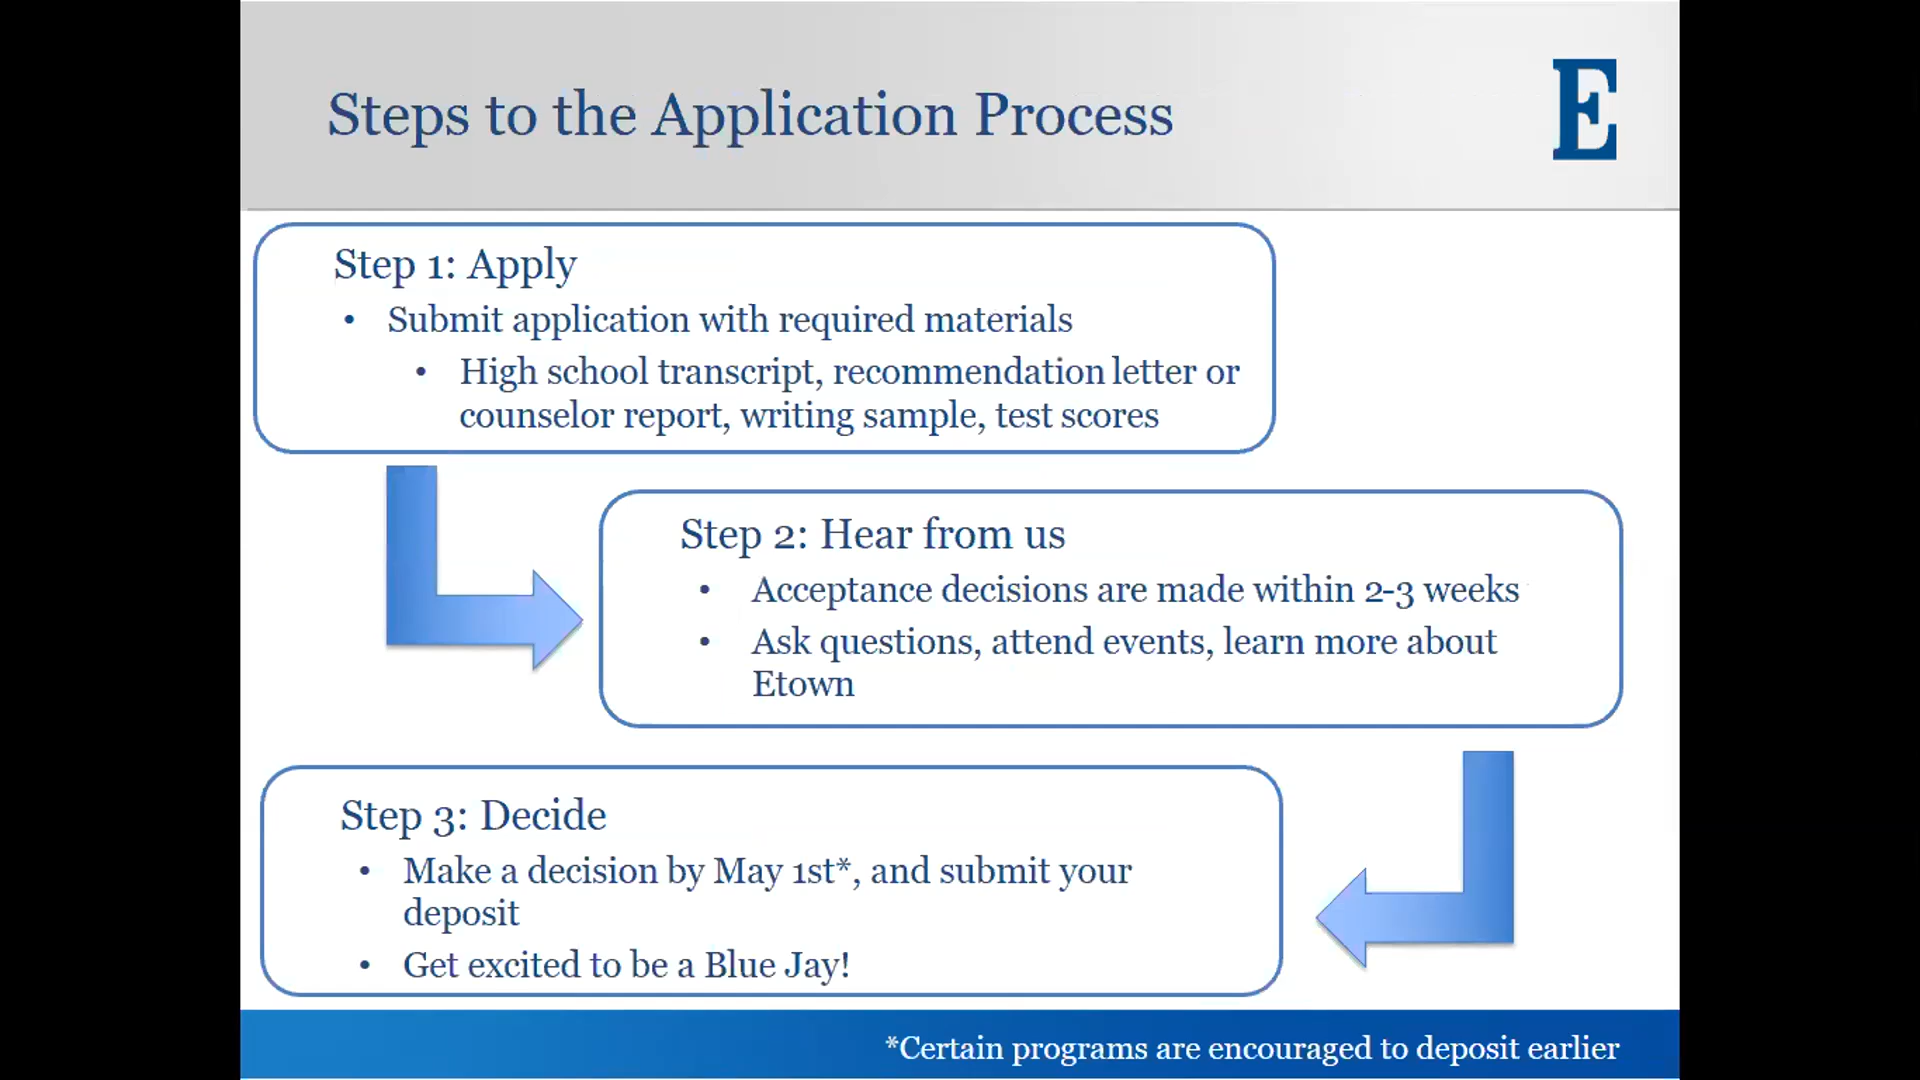 Steps to the Application Process
E
Step 1: Apply
• Submit application with required materials
• High school transcript, recommendation letter or
counselor report, writing sample, test scores
Step 2: Hear from us
• Acceptance decisions are made within 2-3 weeks
• Ask questions, attend events, learn more about
Etown
Step 3: Decide
• Make a decision by May 1st*, and submit your
deposit
• Get excited to be a Blue Jay!
*Certain programs are encouraged to deposit earlier